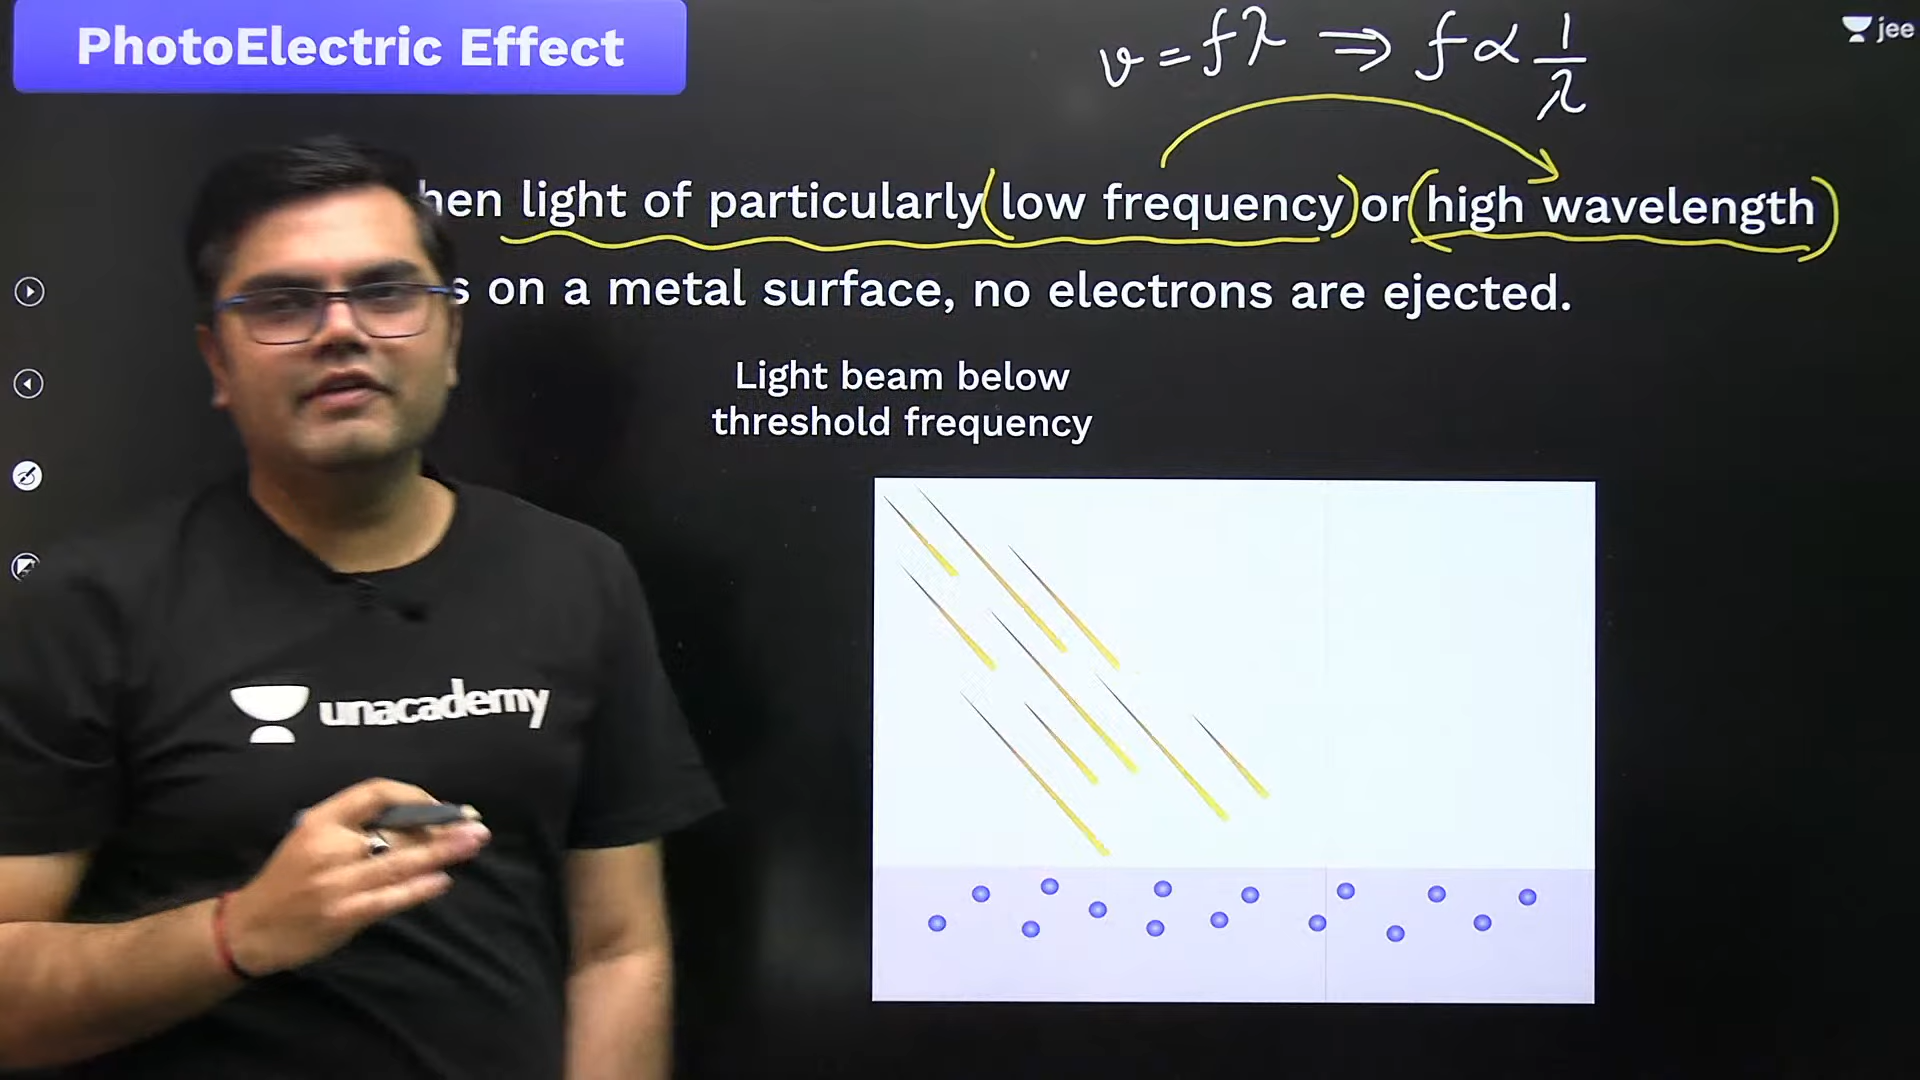 PhotoElectric Effect
v = fλ ⇒ f ∝ 1/λ
jee
hen light of particularly (low frequency) or (high wavelength)
s on a metal surface, no electrons are ejected.
Light beam below
threshold frequency
unacademy